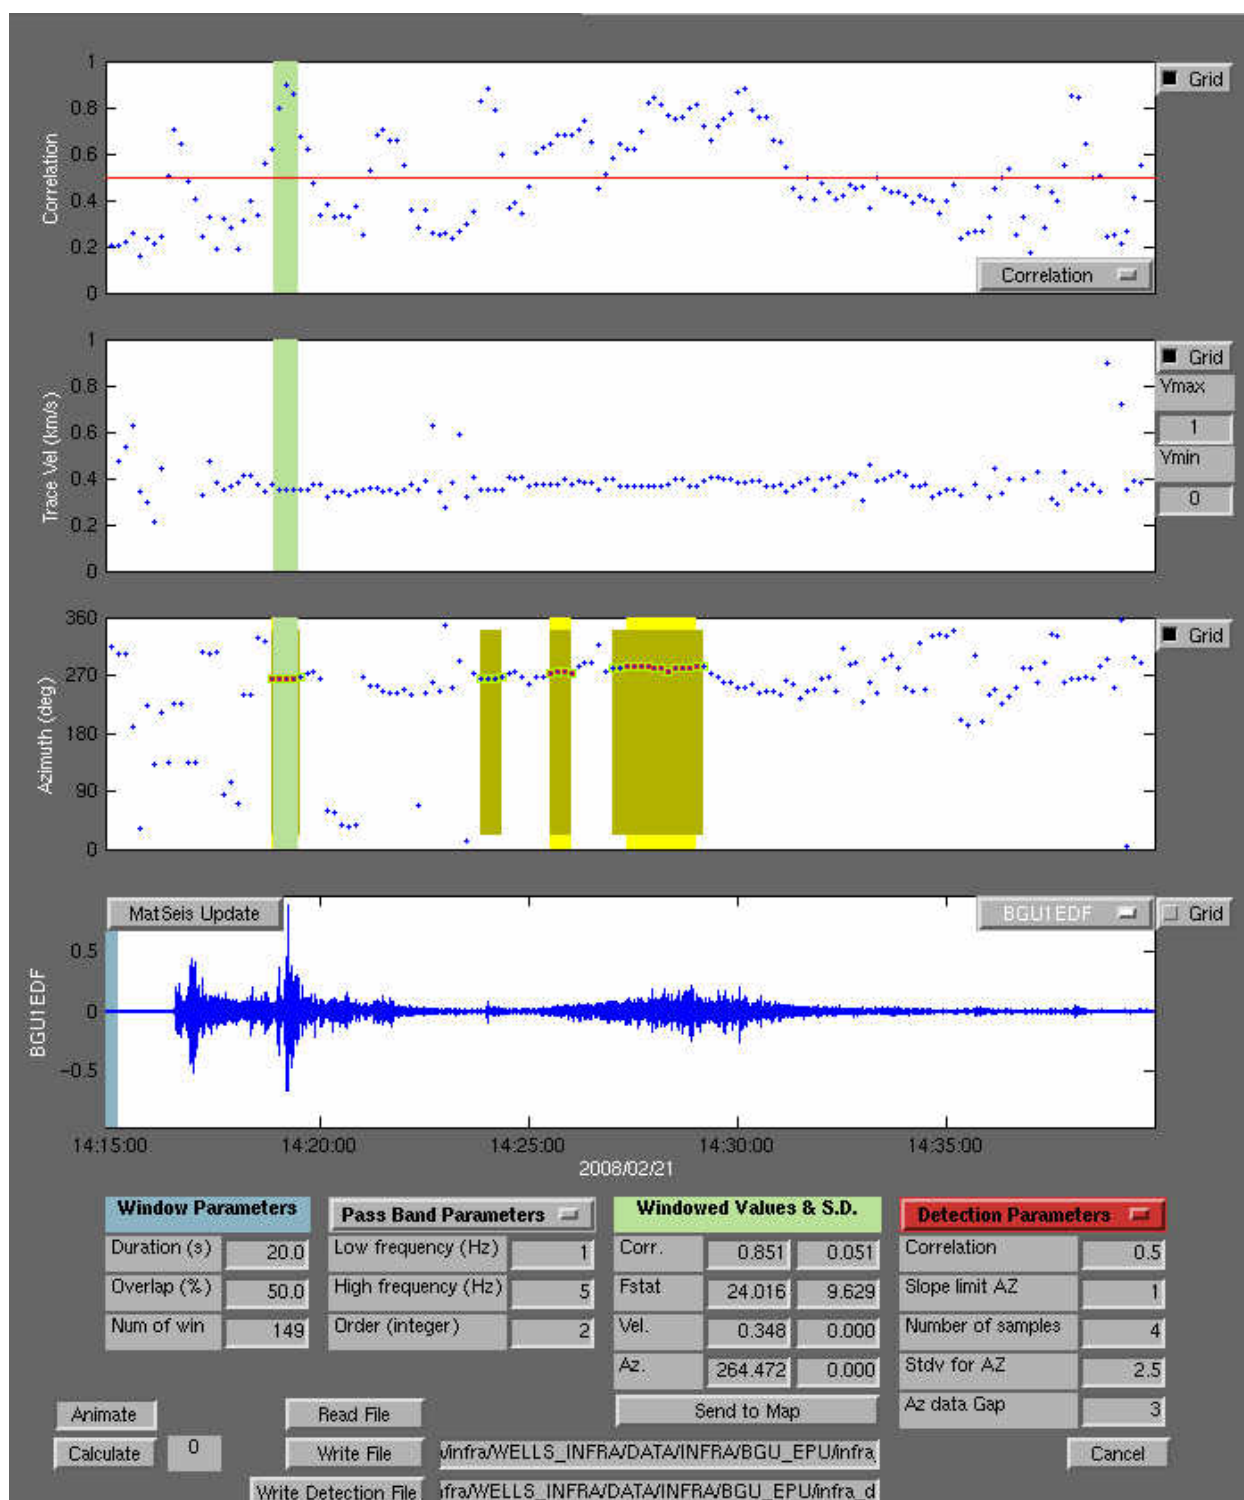 1
Grid
0.8
0.6
Correlation
0.4
0.2
Correlation
0
1
Grid
Ymax
0.8
1
0.6
Ymin
Trace Vel (km/s)
0.4
0
0.2
0
360
Grid
270
Azimuth (deg)
180
90
0
MatSeis Update
BGU1EDF
Grid
0.5
BGU1EDF
0
-0.5
14:15:00 14:20:00 14:25:00 14:30:00 14:35:00
2008/02/21
Window Parameters Pass Band Parameters Windowed Values & S.D. Detection Parameters
Duration (s) 20.0 Low frequency (Hz) 1 Corr. 0.851 0.051 Correlation 0.5
Overlap (%) 50.0 High frequency (Hz) 5 Fstat 24.016 9.629 Slope limit AZ 1
Num of win 149 Order (integer) 2 Vel. 0.348 0.000 Number of samples 4
Az. 264.472 0.000 Stdv for AZ 2.5
Animate Read File Send to Map Az data Gap 3
Calculate 0 Write File /infra/WELLS_INFRA/DATA/INFRA/BGU_EPU/infra Cancel
Write Detection File ifra/WELLS_INFRA/DATA/INFRA/BGU_EPU/infra_d